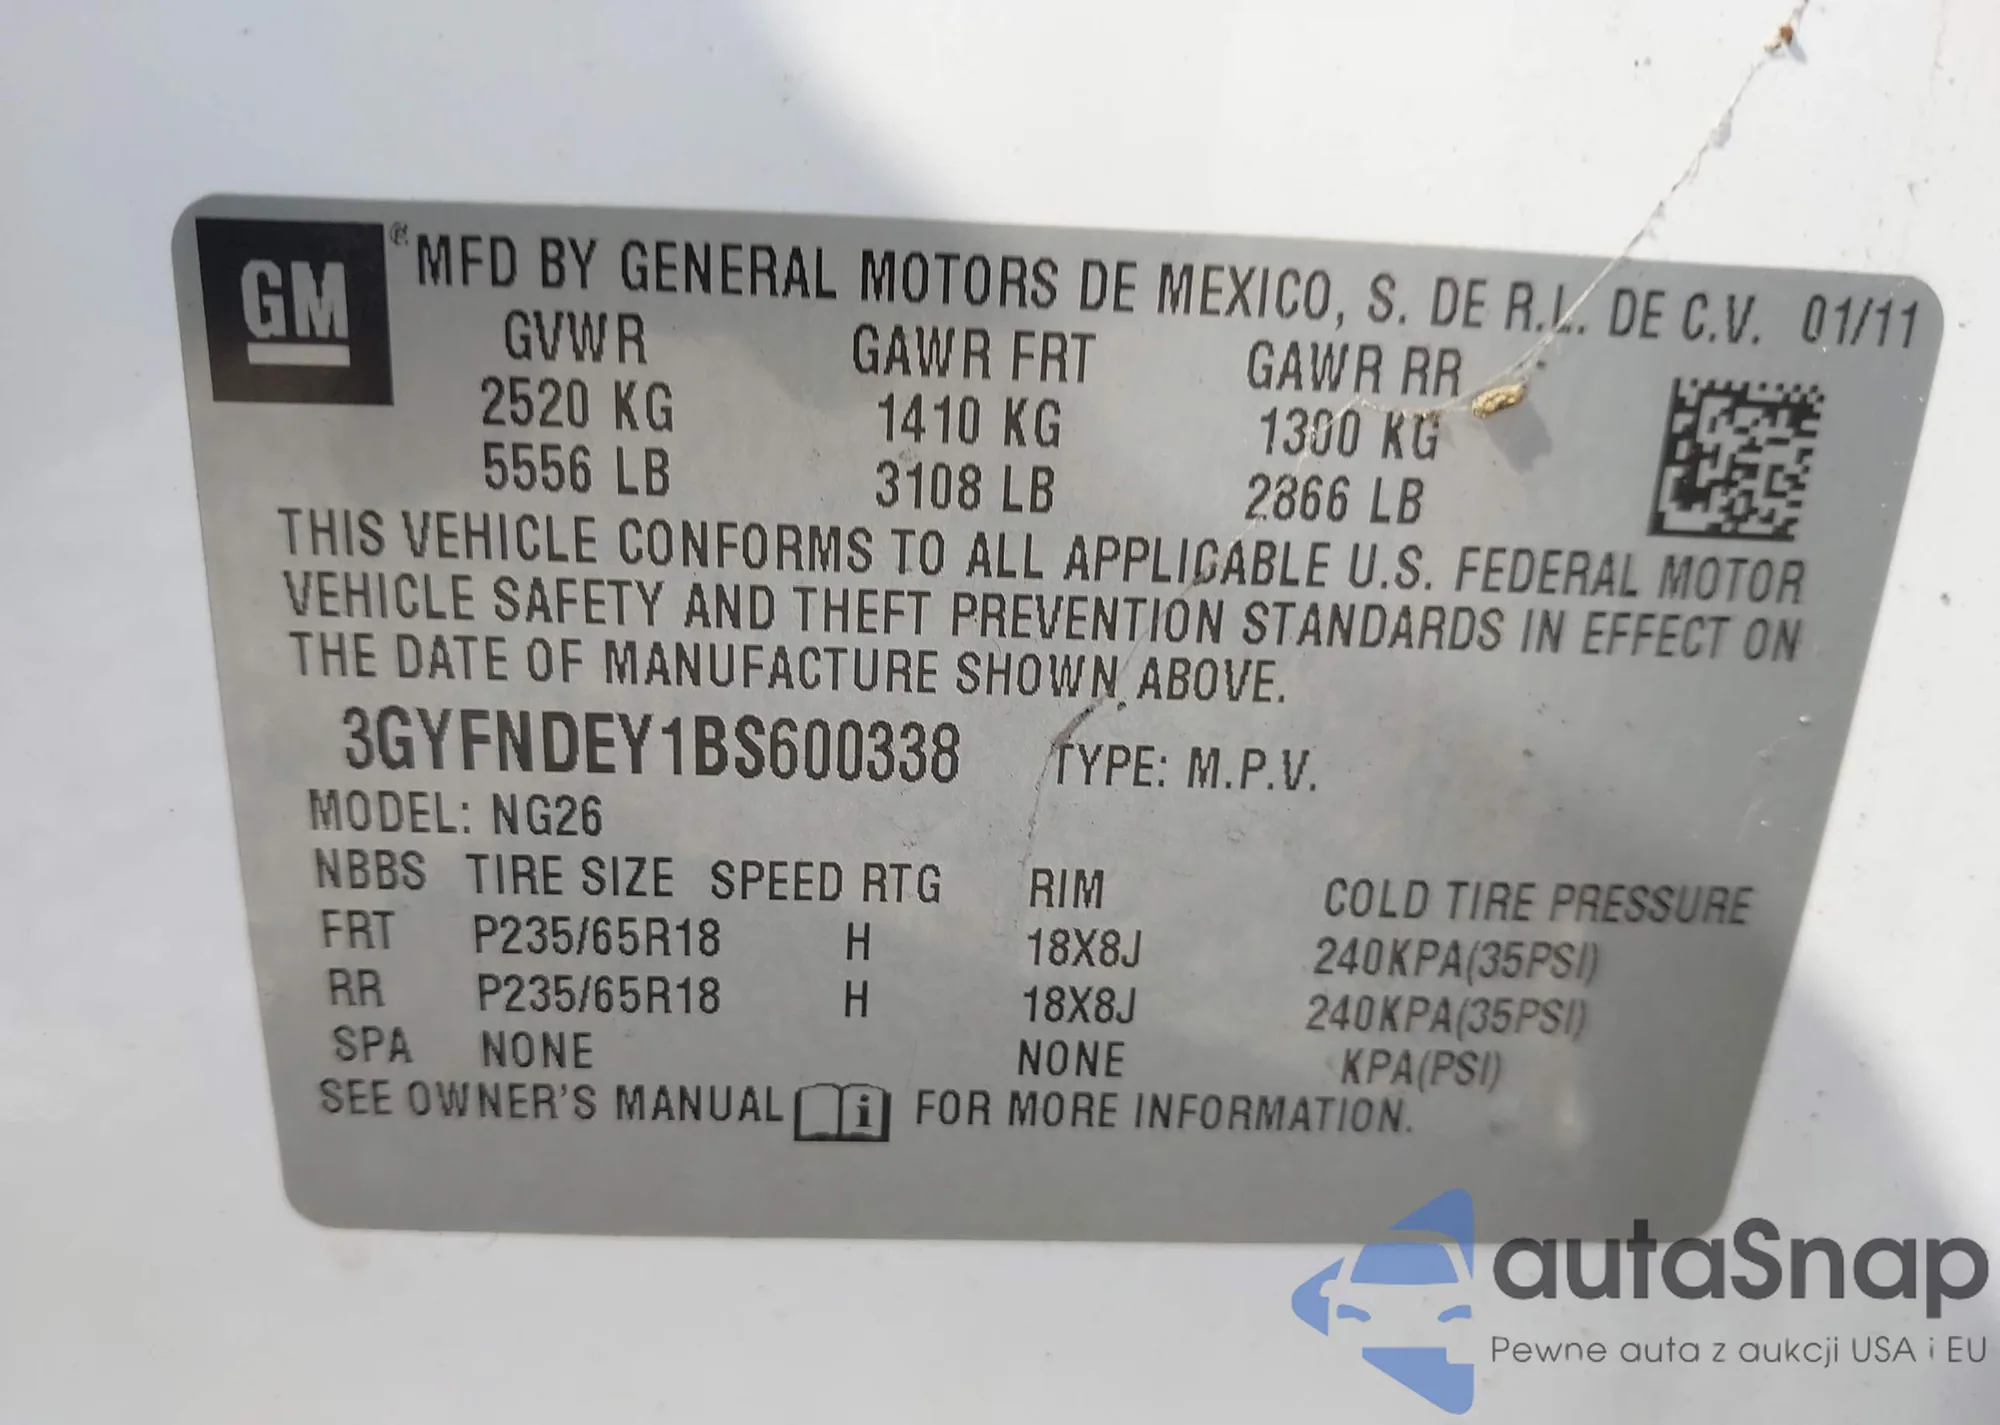 GM ® MFD BY GENERAL MOTORS DE MEXICO, S. DE R.L. DE C.V. 01/11
GVWR GAWR FRT GAWR RR
2520 KG 1410 KG 1300 KG
5556 LB 3108 LB 2866 LB
THIS VEHICLE CONFORMS TO ALL APPLICABLE U.S. FEDERAL MOTOR
VEHICLE SAFETY AND THEFT PREVENTION STANDARDS IN EFFECT ON
THE DATE OF MANUFACTURE SHOWN ABOVE.
3GYFNDEY1BS600338 TYPE: M.P.V.
MODEL: NG26
NBBS TIRE SIZE SPEED RTG RIM COLD TIRE PRESSURE
FRT P235/65R18 H 18X8J 240KPA(35PSI)
RR P235/65R18 H 18X8J 240KPA(35PSI)
SPA NONE NONE KPA(PSI)
SEE OWNER'S MANUAL i FOR MORE INFORMATION.
autaSnap
Pewne auta z aukcji USA i EU